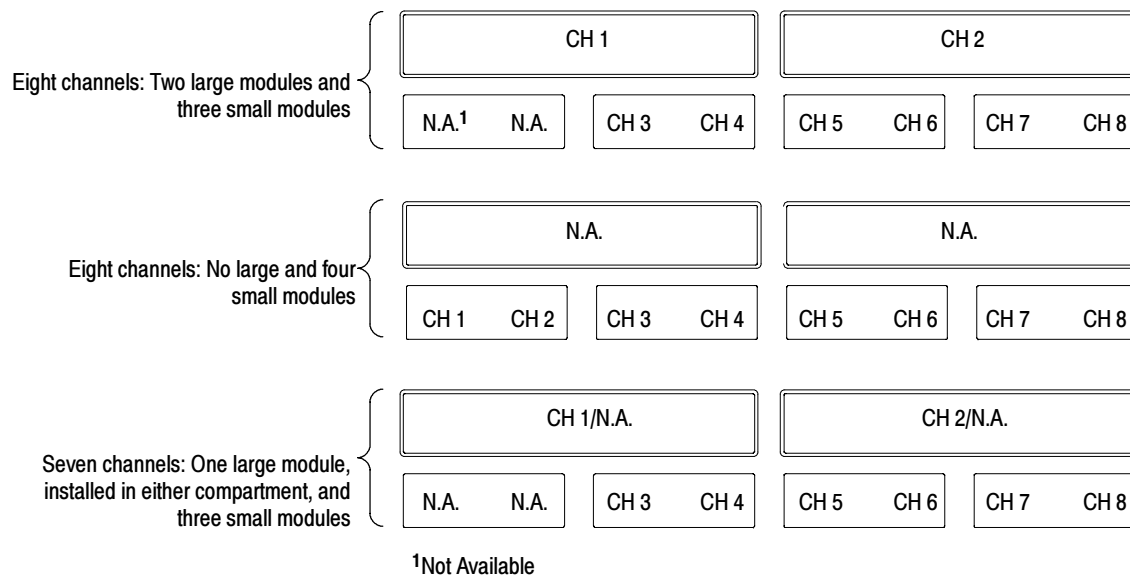 CH 1 CH 2
Eight channels: Two large modules and
three small modules
N.A.¹ N.A. CH 3 CH 4 CH 5 CH 6 CH 7 CH 8
N.A. N.A.
Eight channels: No large and four
small modules
CH 1 CH 2 CH 3 CH 4 CH 5 CH 6 CH 7 CH 8
CH 1/N.A. CH 2/N.A.
Seven channels: One large module,
installed in either compartment, and
three small modules
N.A. N.A. CH 3 CH 4 CH 5 CH 6 CH 7 CH 8
¹Not Available